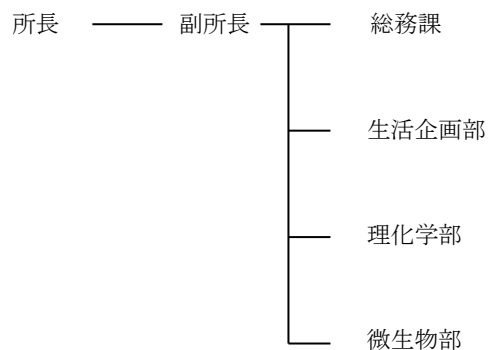 所長 副所長 総務課
生活企画部
理化学部
微生物部